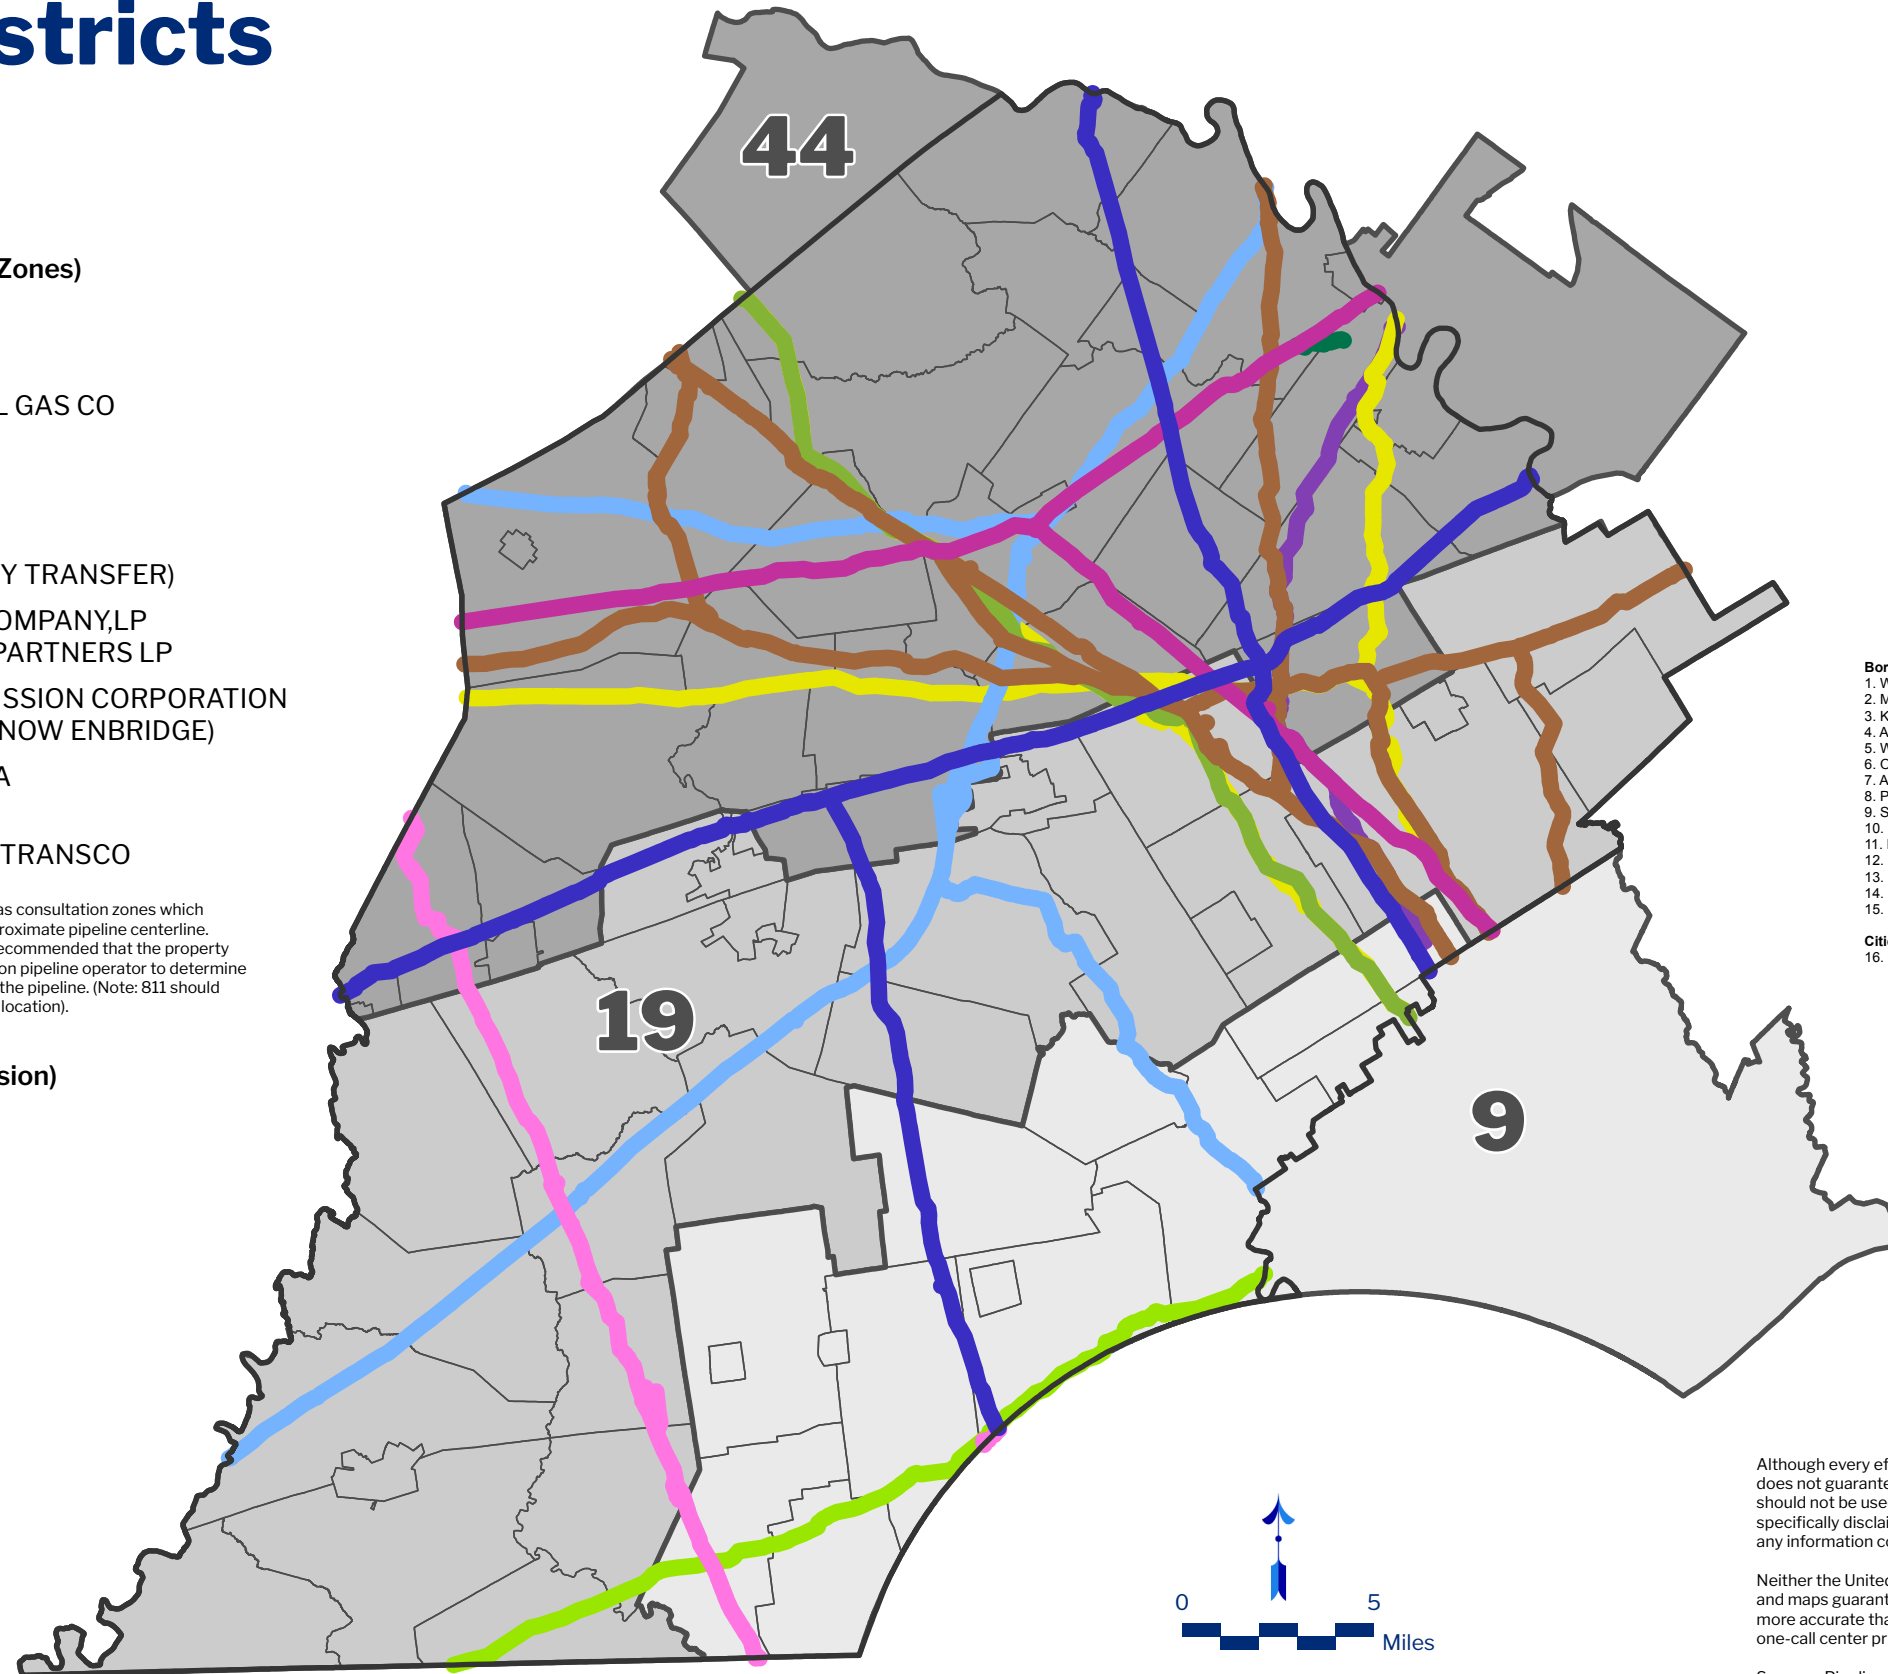 stricts
Zones)
L GAS CO
Y TRANSFER)
OMPANY,LP
PARTNERS LP
SSION CORPORATION
NOW ENBRIDGE)
A
TRANSCO
as consultation zones which
roximate pipeline centerline.
ecommended that the property
on pipeline operator to determine
the pipeline. (Note: 811 should
location).
sion)
44
19
9
0 5
Miles
Bor
1. W
2. M
3. K
4. A
5. W
6. C
7. A
8. P
9. S
10.
11.
12.
13.
14.
15.
Citi
16.
Although every ef
does not guarante
should not be use
specifically disclai
any information co
Neither the United
and maps guarant
more accurate tha
one-call center pr